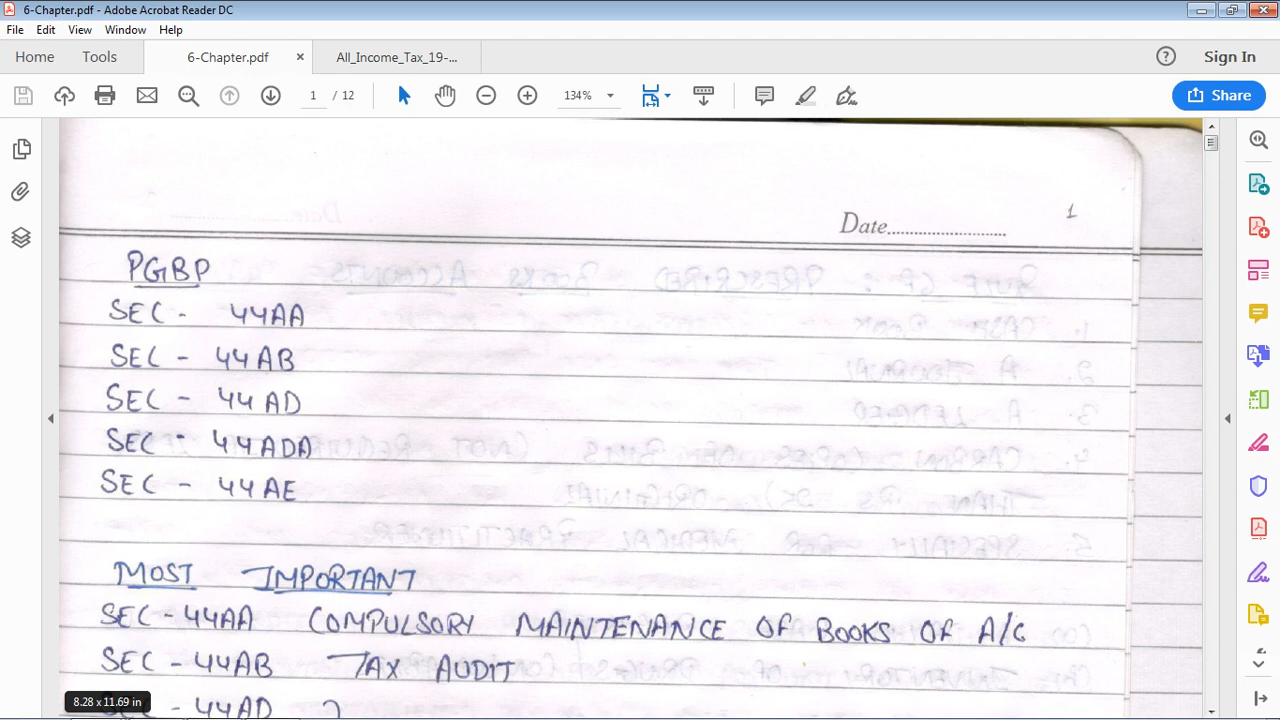 6-Chapter.pdf - Adobe Acrobat Reader DC
File Edit View Window Help
Home Tools 6-Chapter.pdf × All_Income_Tax_19-... ? Sign In
1 / 12 134% Share
1
Date........................
PGBP
SEC - 44AA
SEC - 44AB
SEC - 44AD
SEC - 44ADA
SEC - 44AE
MOST IMPORTANT
SEC - 44AA COMPULSORY MAINTENANCE OF BOOKS OF A/C
SEC - 44AB TAX AUDIT
SEC - 44AD
8.28 x 11.69 in